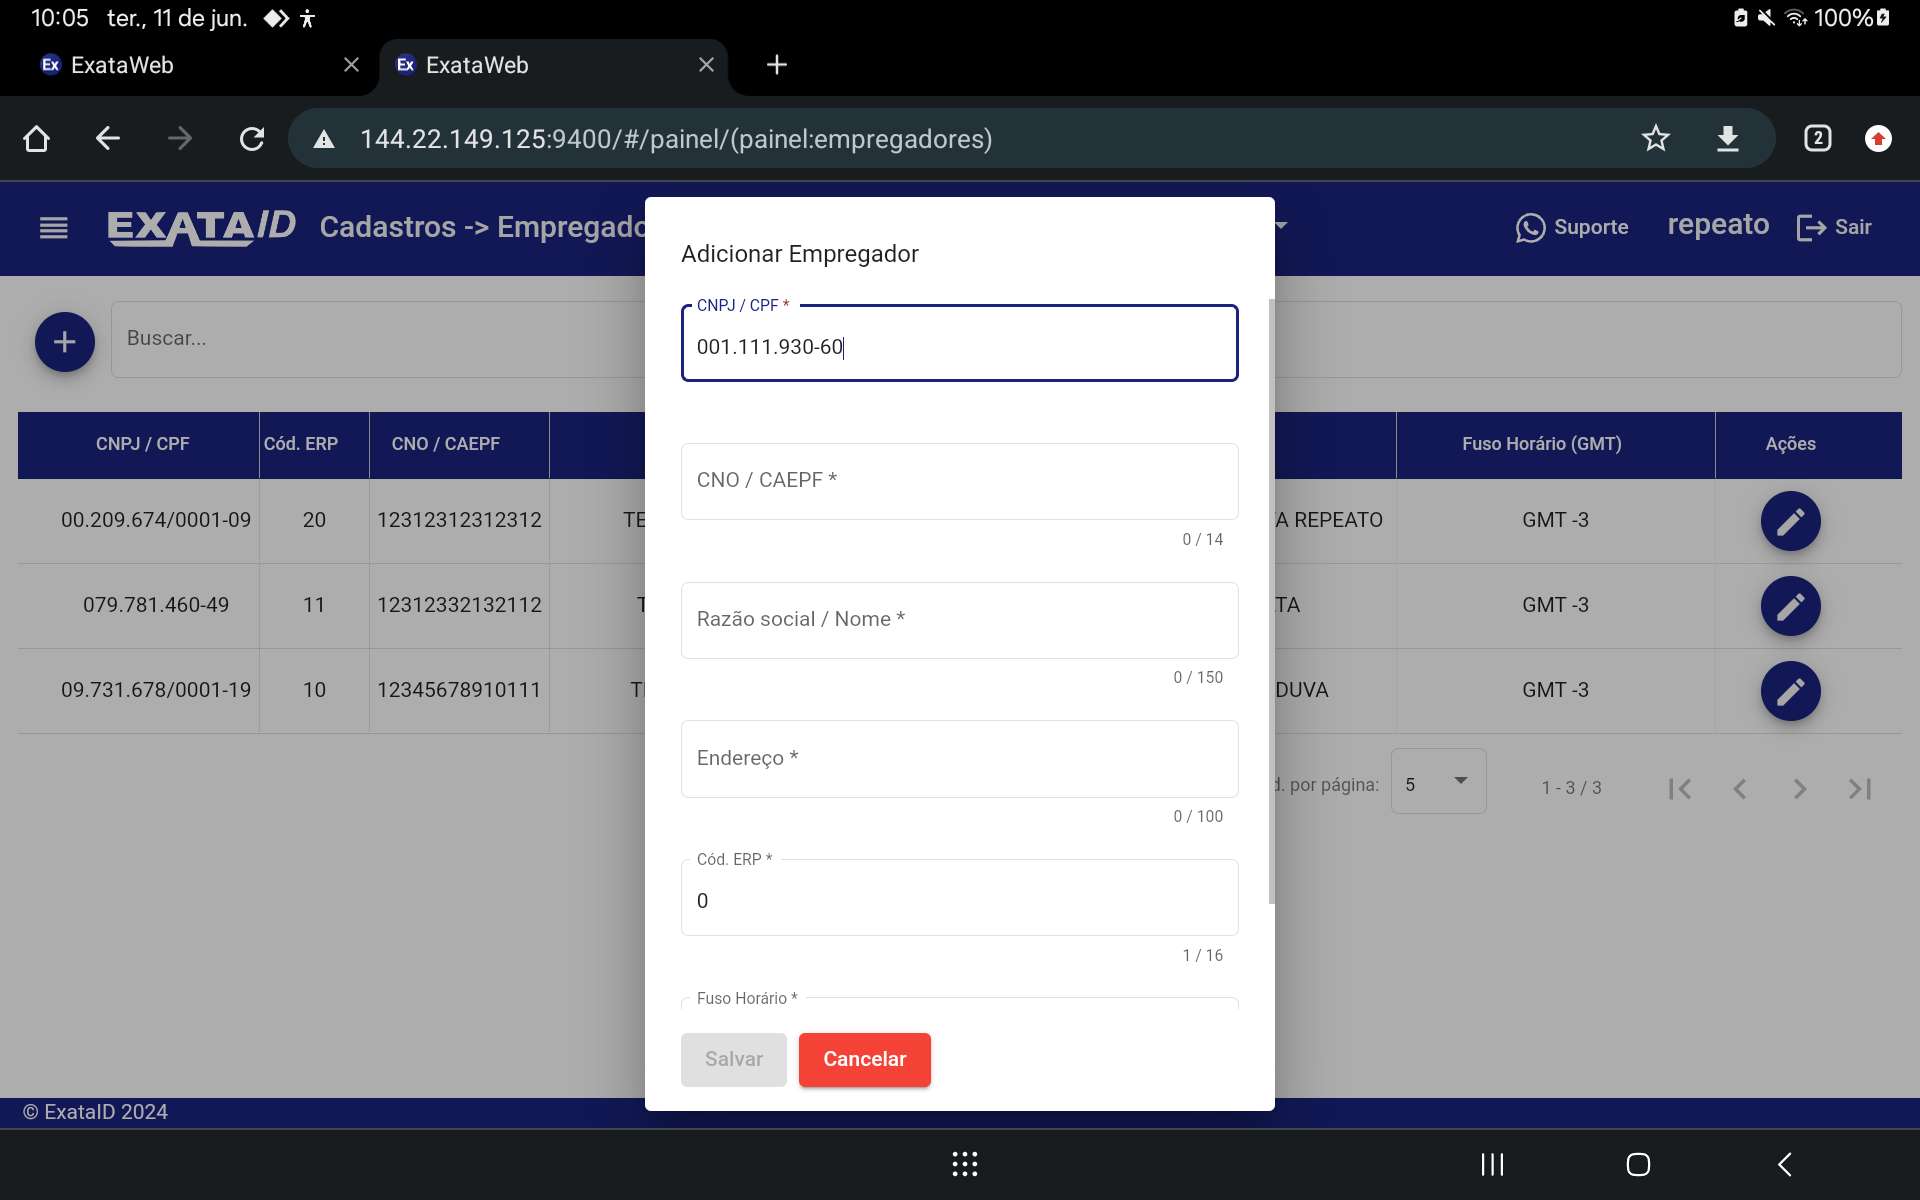 10:05 ter., 11 de jun. 100%
Ex ExataWeb Ex ExataWeb
144.22.149.125:9400/#/painel/(painel:empregadores) 2
EXATAID Cadastros -> Empregado Suporte repeato Sair
Adicionar Empregador
CNPJ / CPF *
001.111.930-60
Buscar...
CNPJ / CPF Cód. ERP CNO / CAEPF Fuso Horário (GMT) Ações
CNO / CAEPF *
0 / 14
00.209.674/0001-09 20 12312312312312 TE A REPEATO GMT -3
079.781.460-49 11 12312332132112 T TA GMT -3
Razão social / Nome *
0 / 150
09.731.678/0001-19 10 12345678910111 DUVA GMT -3
Endereço *
0 / 100
d. por página: 5 1 - 3 / 3
Cód. ERP *
0
1 / 16
Fuso Horário *
Salvar Cancelar
© ExataID 2024